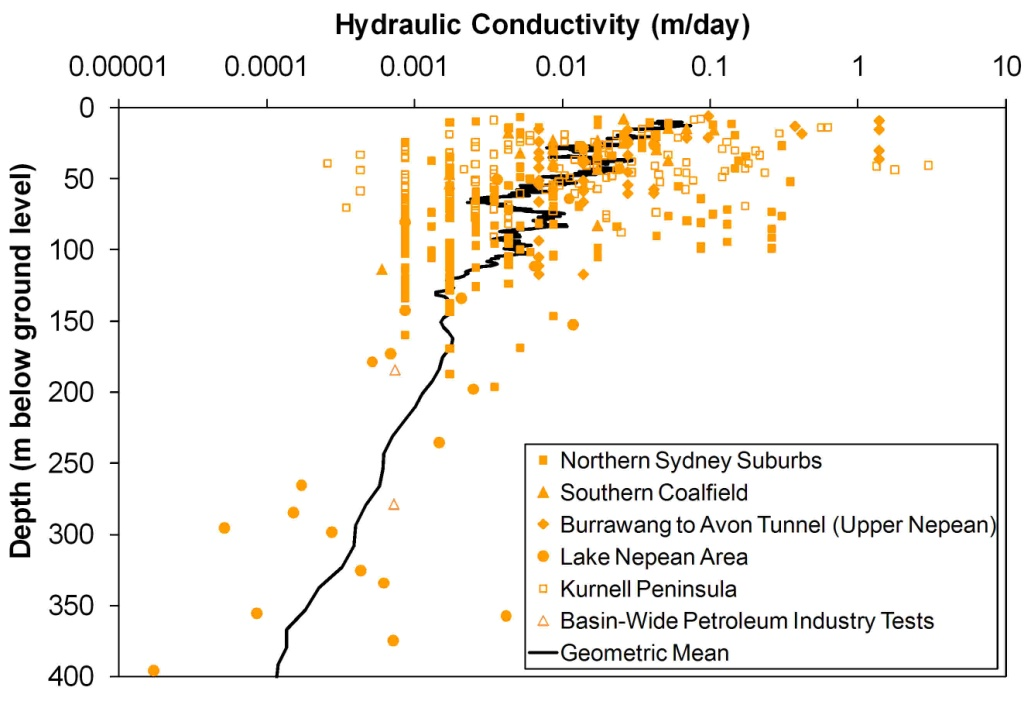 Hydraulic Conductivity (m/day)
0.00001 0.0001 0.001 0.01 0.1 1 10
Depth (m below ground level)
0
50
100
150
200
250
300
350
400
Northern Sydney Suburbs
Southern Coalfield
Burrawang to Avon Tunnel (Upper Nepean)
Lake Nepean Area
Kurnell Peninsula
Basin-Wide Petroleum Industry Tests
Geometric Mean